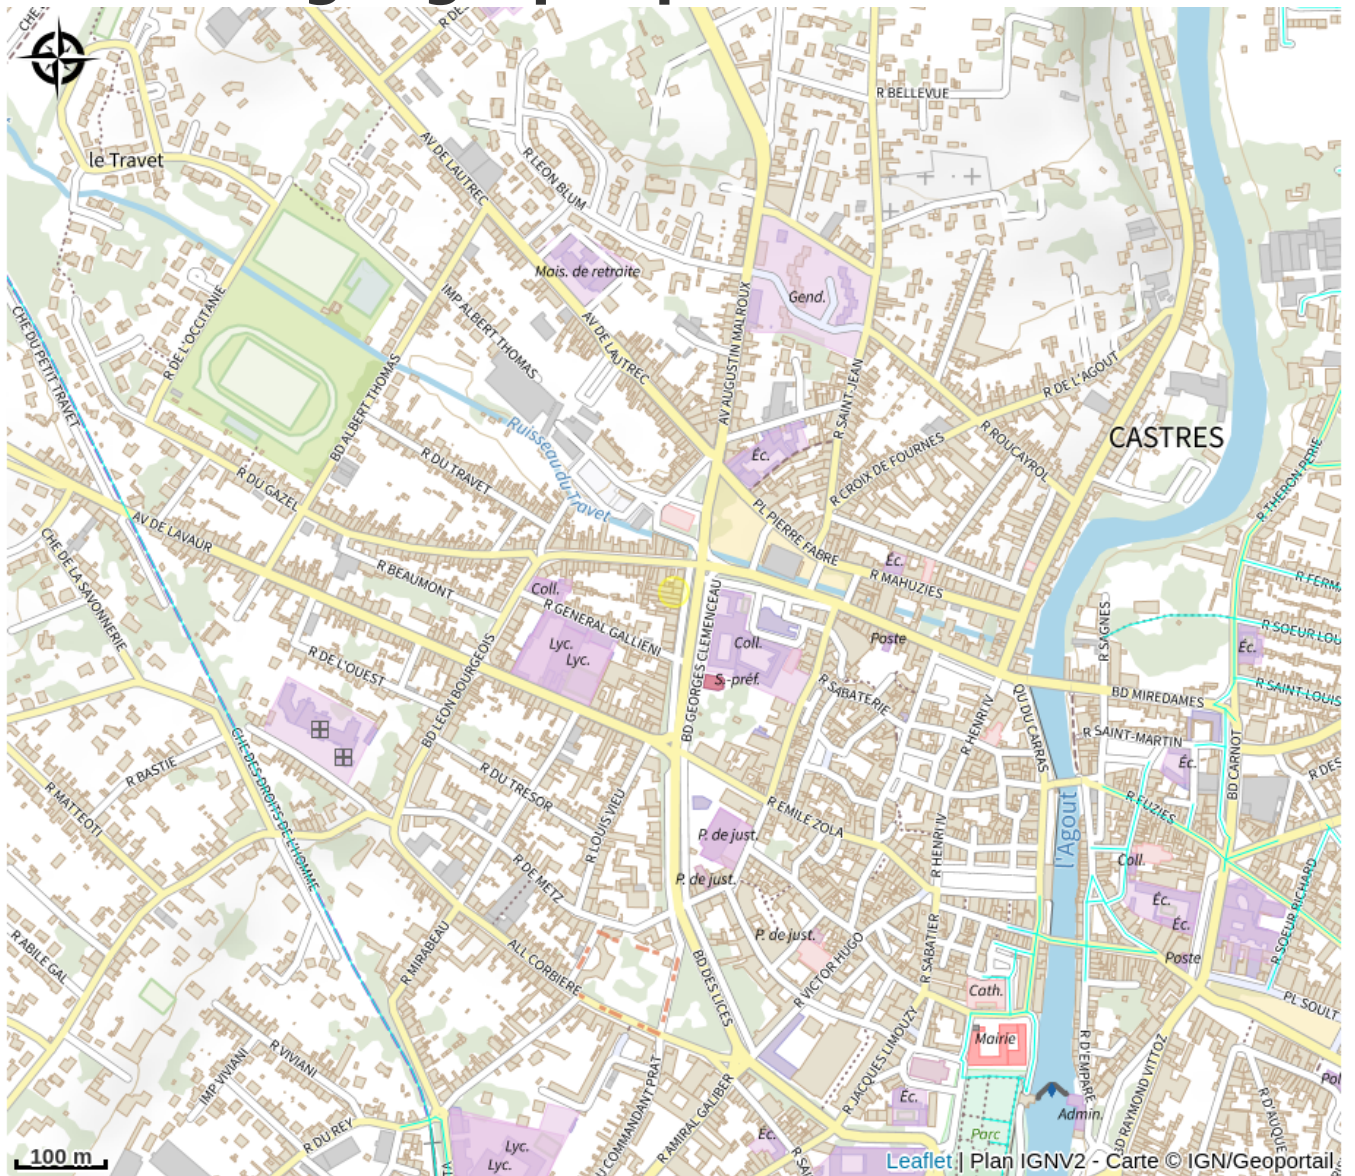 R BELLEVUE
AV DE LAUTREC
le Travet
R LEON BLUM
Mais. de retraite
Gend.
R DE L'OCCITANIE
IMP ALBERT THOMAS
AV AUGUSTIN MALROUX
CHE DU PETIT TRAVET
AV DE LAUTREC
R DE L'AGOUT
BD ALBERT THOMAS
R SAINT-JEAN
CASTRES
R ROUCAYROL
Éc.
R CROIX DE FOURNES
Ruisseau du Travet
R DU TRAVET
R THERON PERIE
R DU GAZEL
PL PIERRE FABRE
AV DE LAVAUR
CHE DE LA SAVONNERIE
R BEAUMONT
Éc.
R MAHUZIES
Coll.
R GENERAL GALLIENI
BD GEORGES CLEMENCEAU
R SAGNES
Coll.
Poste
R SOEUR LOU
Éc.
Lyc.
Lyc.
R DE L'OUEST
S.-préf.
R SABATERIE
R SAINT-LOUIS
BD MIREDAMES
BD LEON BOURGEOIS
R HENRI IV
QU DU CARRAS
R SAINT-MARTIN
CHE DES DROITS DE L'HOMME
R BASTIE
R DU TRESOR
Éc.
BD CARNOT
R DES
R MATTEOTI
R LOUIS VIEU
R EMILE ZOLA
R FUZIES
l'Agout
P. de just.
R HENRI IV
Coll.
R DE METZ
P. de just.
Éc.
Éc.
R SOEUR RICHARD
R ABILE GAL
R MIRABEAU
ALL CORBIERE
P. de just.
R VICTOR HUGO
R SABATIER
Poste
BD DES LICES
Cath.
PL SOULT
Mairie
R VIVIANI
IMP VIVIANI
R JACQUES LIMOUZY
R D'EMPARE
BD RAYMOND VITTOZ
R D'AUQUE
Pol
Éc.
Admin.
R DU REY
COMMANDANT PRAT
R AMIRAL GALIBER
Éc.
Parc
Lyc.
Lyc.
100 m
Leaflet | Plan IGNV2 - Carte © IGN/Geoportail